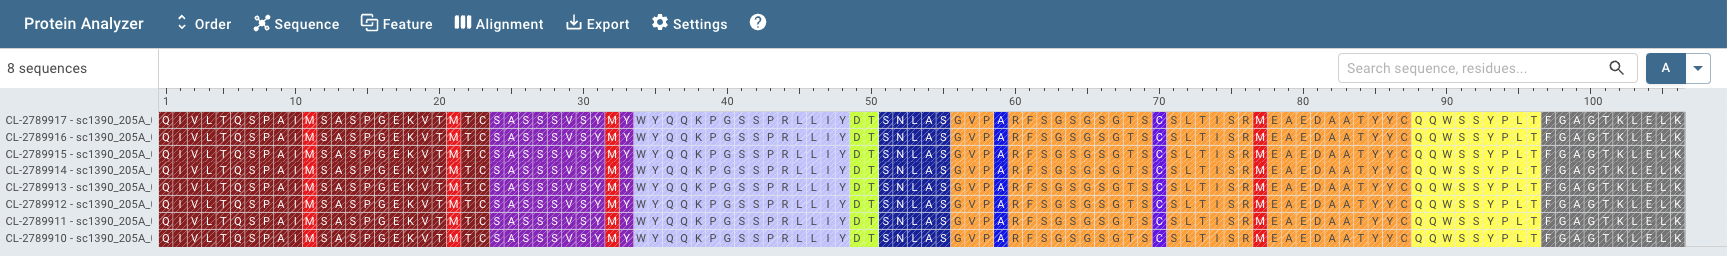 Protein Analyzer Order Sequence Feature Alignment Export Settings ?
8 sequences Search sequence, residues... A
1 10 20 30 40 50 60 70 80 90 100
CL-2789917 - sc1390_205A_ QIVLTQSPAIMSASPGEKVTMTCSASSSVSYMYWYQQKPGSSPRLLIYDTSNLASGVPARFSGSGSGTSCSLTISRMEAEDAATYYCQQWSSYPLTFGAGTKLELK
CL-2789916 - sc1390_205A_ QIVLTQSPAIMSASPGEKVTMTCSASSSVSYMYWYQQKPGSSPRLLIYDTSNLASGVPARFSGSGSGTSCSLTISRMEAEDAATYYCQQWSSYPLTFGAGTKLELK
CL-2789915 - sc1390_205A_ QIVLTQSPAIMSASPGEKVTMTCSASSSVSYMYWYQQKPGSSPRLLIYDTSNLASGVPARFSGSGSGTSCSLTISRMEAEDAATYYCQQWSSYPLTFGAGTKLELK
CL-2789914 - sc1390_205A_ QIVLTQSPAIMSASPGEKVTMTCSASSSVSYMYWYQQKPGSSPRLLIYDTSNLASGVPARFSGSGSGTSCSLTISRMEAEDAATYYCQQWSSYPLTFGAGTKLELK
CL-2789913 - sc1390_205A_ QIVLTQSPAIMSASPGEKVTMTCSASSSVSYMYWYQQKPGSSPRLLIYDTSNLASGVPARFSGSGSGTSCSLTISRMEAEDAATYYCQQWSSYPLTFGAGTKLELK
CL-2789912 - sc1390_205A_ QIVLTQSPAIMSASPGEKVTMTCSASSSVSYMYWYQQKPGSSPRLLIYDTSNLASGVPARFSGSGSGTSCSLTISRMEAEDAATYYCQQWSSYPLTFGAGTKLELK
CL-2789911 - sc1390_205A_ QIVLTQSPAIMSASPGEKVTMTCSASSSVSYMYWYQQKPGSSPRLLIYDTSNLASGVPARFSGSGSGTSCSLTISRMEAEDAATYYCQQWSSYPLTFGAGTKLELK
CL-2789910 - sc1390_205A_ QIVLTQSPAIMSASPGEKVTMTCSASSSVSYMYWYQQKPGSSPRLLIYDTSNLASGVPARFSGSGSGTSCSLTISRMEAEDAATYYCQQWSSYPLTFGAGTKLELK